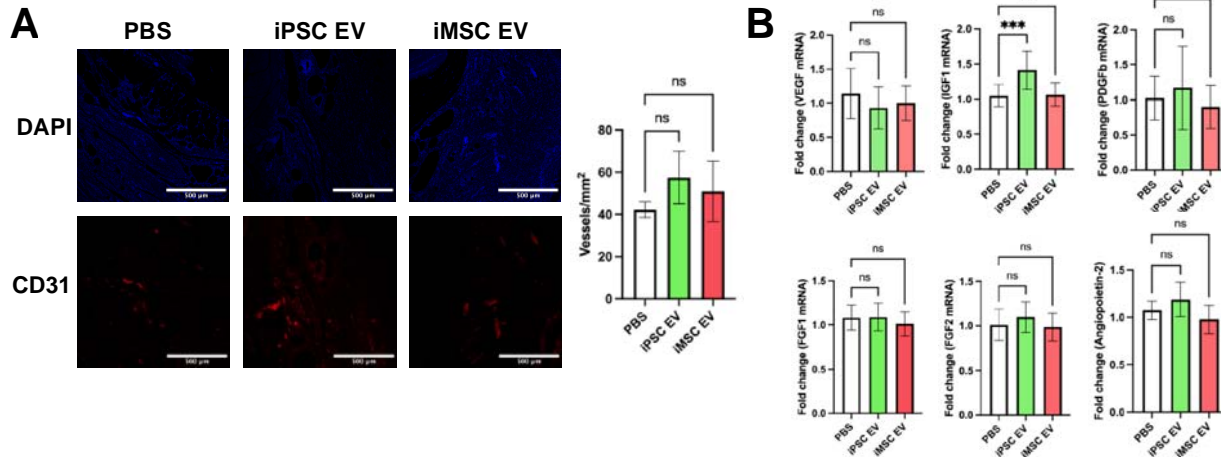 A
PBS
iPSC EV
iMSC EV
DAPI
500 µm
500 µm
500 µm
CD31
500 µm
500 µm
500 µm
Vessels/mm²
80
60
40
20
0
ns
ns
PBS
iPSC EV
iMSC EV
B
Fold change (VEGF mRNA)
2.0
1.5
1.0
0.5
0.0
ns
ns
PBS
iPSC EV
iMSC EV
Fold change (IGF1 mRNA)
2.0
1.5
1.0
0.5
0.0
***
PBS
iPSC EV
iMSC EV
Fold change (PDGFb mRNA)
2.0
1.5
1.0
0.5
0.0
ns
PBS
iPSC EV
iMSC EV
Fold change (FGF1 mRNA)
1.5
1.0
0.5
0.0
ns
ns
PBS
iPSC EV
iMSC EV
Fold change (FGF2 mRNA)
1.5
1.0
0.5
0.0
ns
ns
PBS
iPSC EV
iMSC EV
Fold change (Angiopoietin-2)
1.5
1.0
0.5
0.0
ns
ns
PBS
iPSC EV
iMSC EV